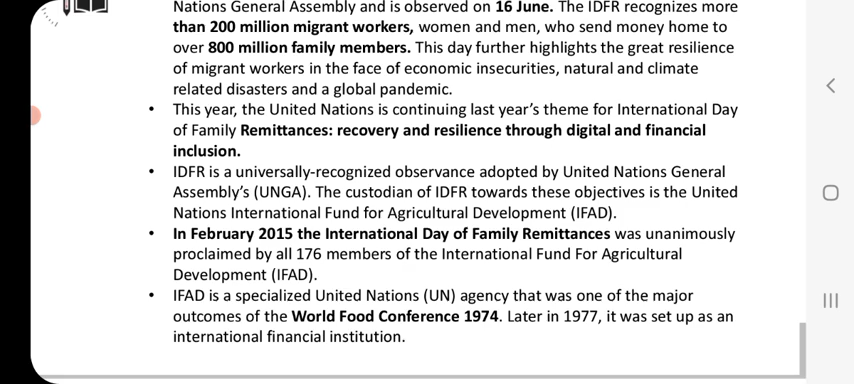 Nations General Assembly and is observed on 16 June. The IDFR recognizes more
than 200 million migrant workers, women and men, who send money home to
over 800 million family members. This day further highlights the great resilience
of migrant workers in the face of economic insecurities, natural and climate
related disasters and a global pandemic.
• This year, the United Nations is continuing last year's theme for International Day
of Family Remittances: recovery and resilience through digital and financial
inclusion.
• IDFR is a universally-recognized observance adopted by United Nations General
Assembly's (UNGA). The custodian of IDFR towards these objectives is the United
Nations International Fund for Agricultural Development (IFAD).
• In February 2015 the International Day of Family Remittances was unanimously
proclaimed by all 176 members of the International Fund For Agricultural
Development (IFAD).
• IFAD is a specialized United Nations (UN) agency that was one of the major
outcomes of the World Food Conference 1974. Later in 1977, it was set up as an
international financial institution.